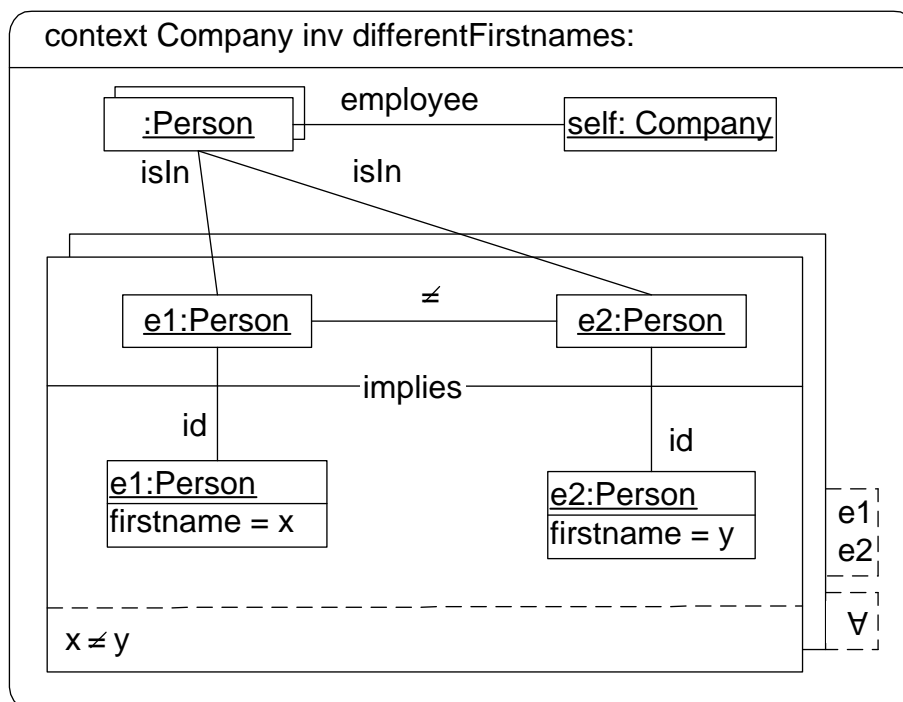 context Company inv differentFirstnames:
:Person
employee
self: Company
isIn
isIn
e1:Person
≠
e2:Person
implies
id
id
e1:Person
firstname = x
e2:Person
firstname = y
e1
e2
∀
x ≠ y